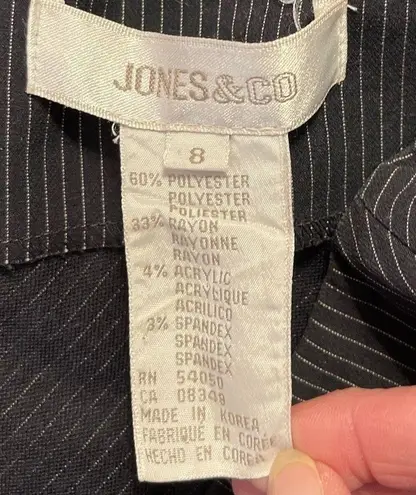 JONES&CO
8
60% POLYESTER
POLYESTER
POLIESTER
33% RAYON
RAYONNE
RAYON
4% ACRYLIC
ACRYLIQUE
ACRILICO
3% SPANDEX
SPANDEX
SPANDEX
RN 54050
CA 08348
MADE IN KOREA
FABRIQUE EN CORÉE
HECHO EN COREA